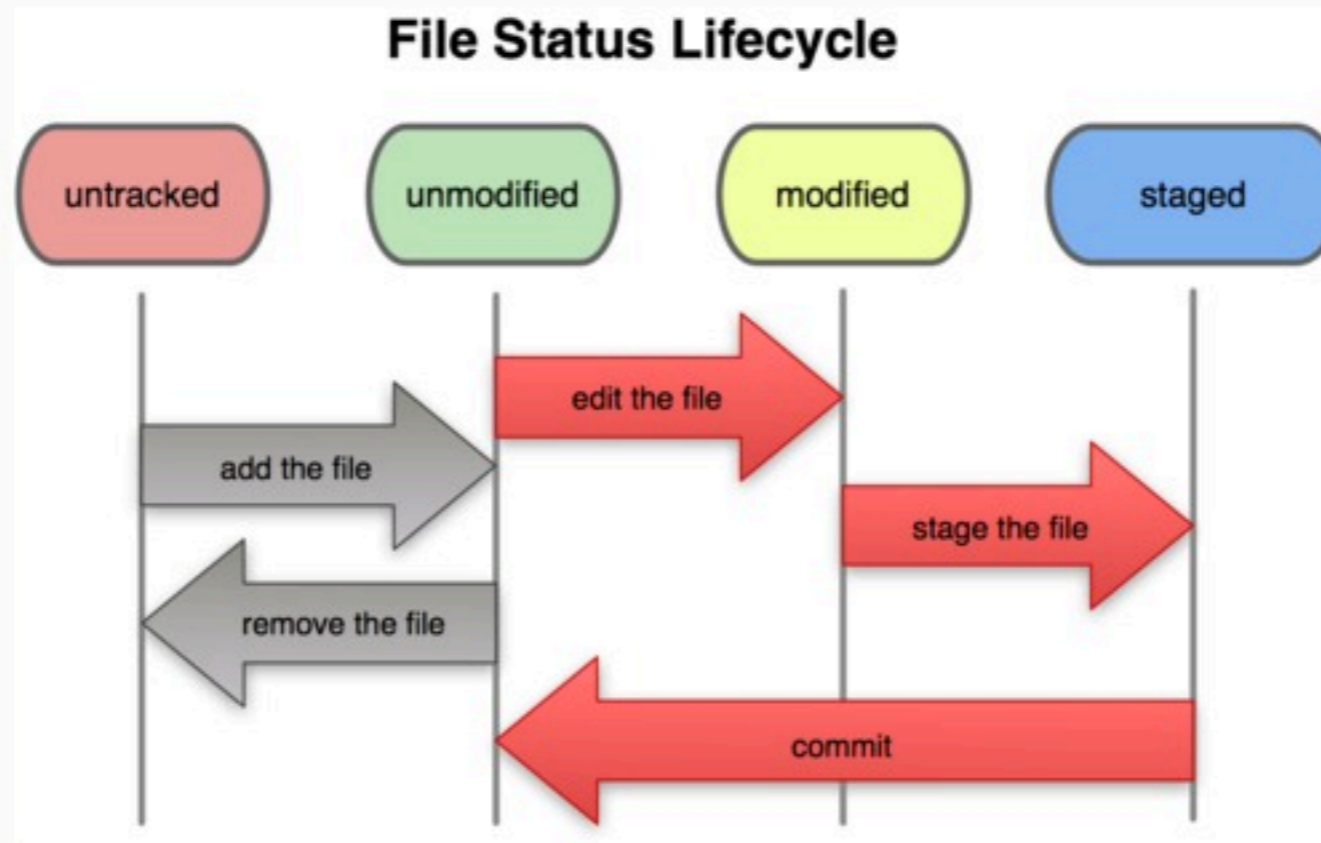 File Status Lifecycle
untracked
unmodified
modified
staged
edit the file
add the file
stage the file
remove the file
commit